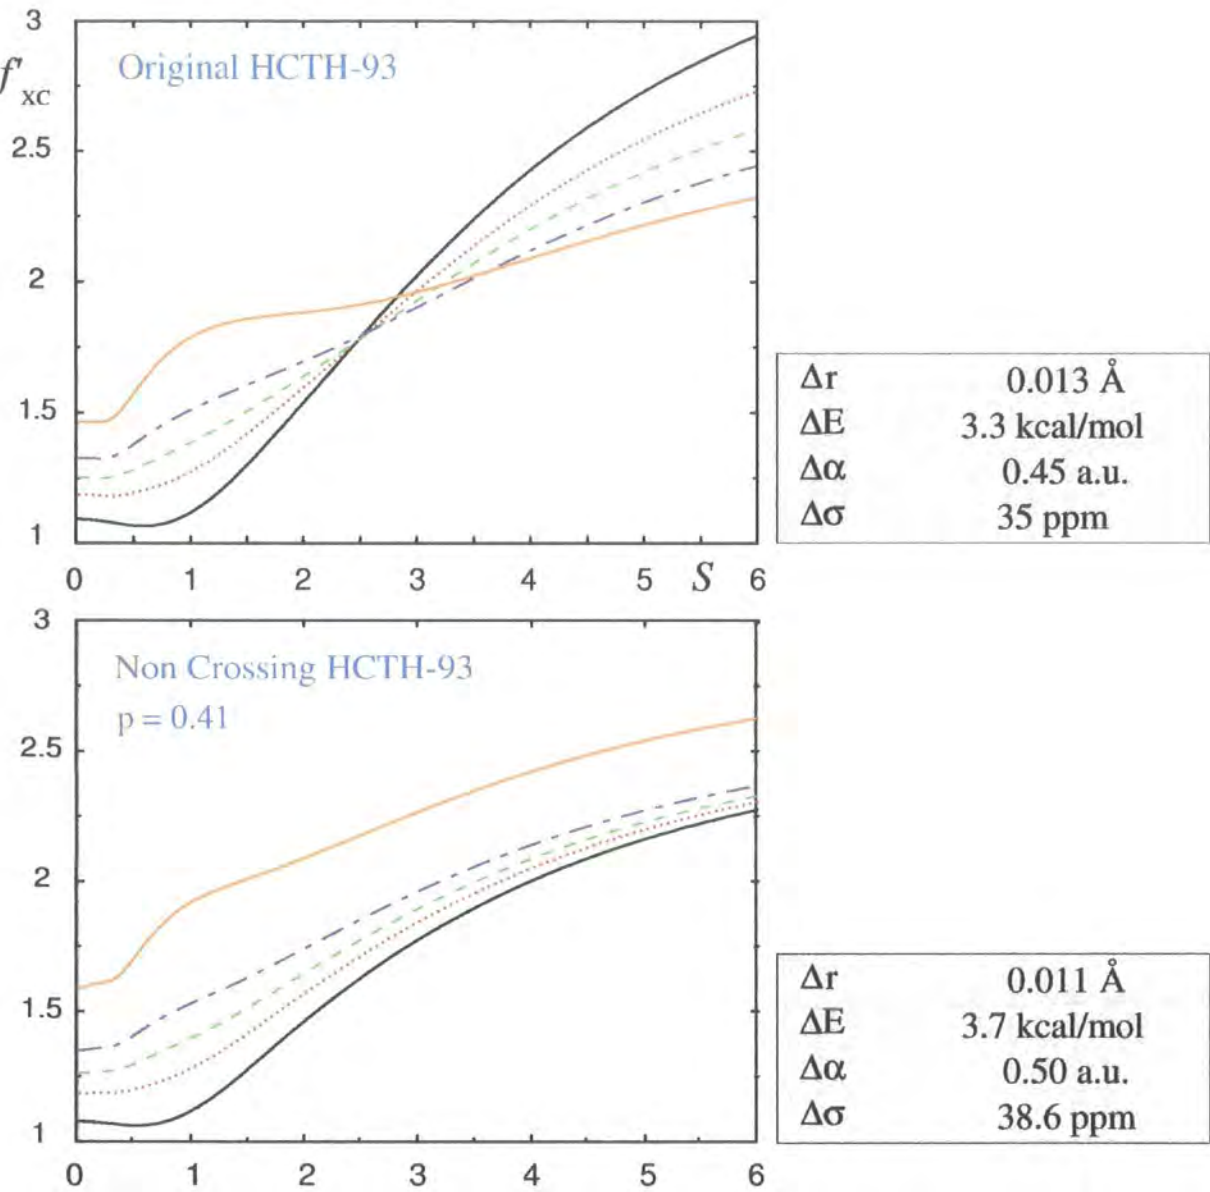 3
Original HCTH-93
f'xc
2.5
2
1.5
1
0 1 2 3 4 5 S 6
Δr 0.013 Å
ΔE 3.3 kcal/mol
Δα 0.45 a.u.
Δσ 35 ppm
3
Non Crossing HCTH-93
p = 0.41
2.5
2
1.5
1
0 1 2 3 4 5 6
Δr 0.011 Å
ΔE 3.7 kcal/mol
Δα 0.50 a.u.
Δσ 38.6 ppm